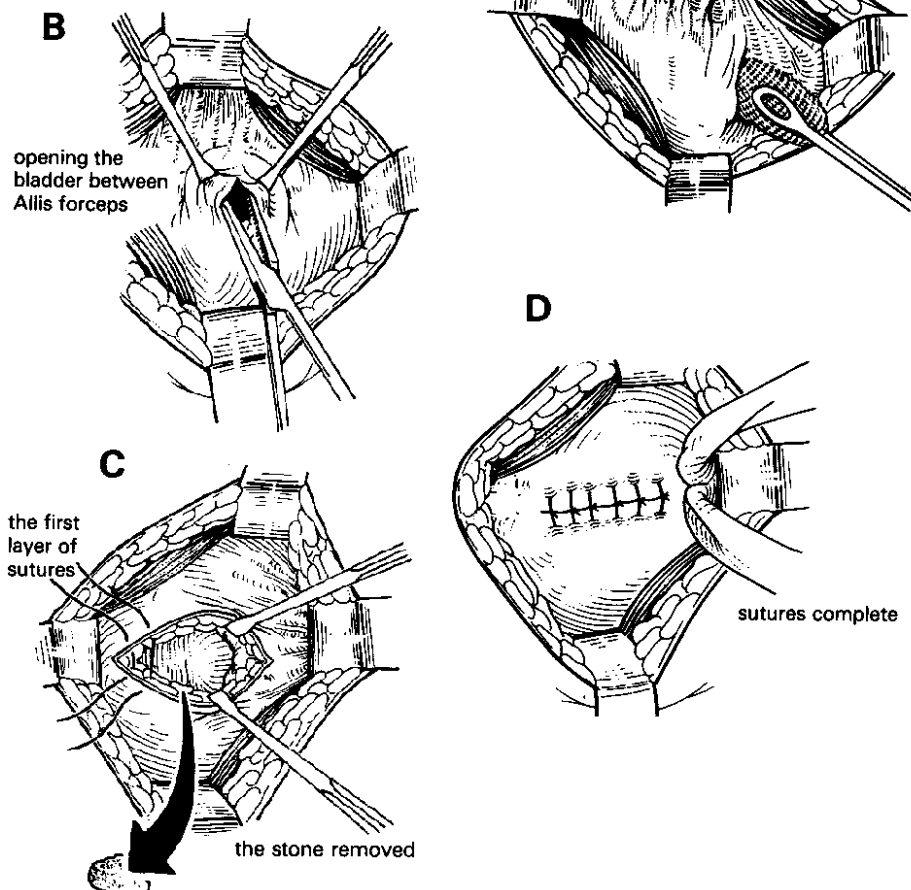 B
opening the
bladder between
Allis forceps
D
C
the first
layer of
sutures
sutures complete
the stone removed